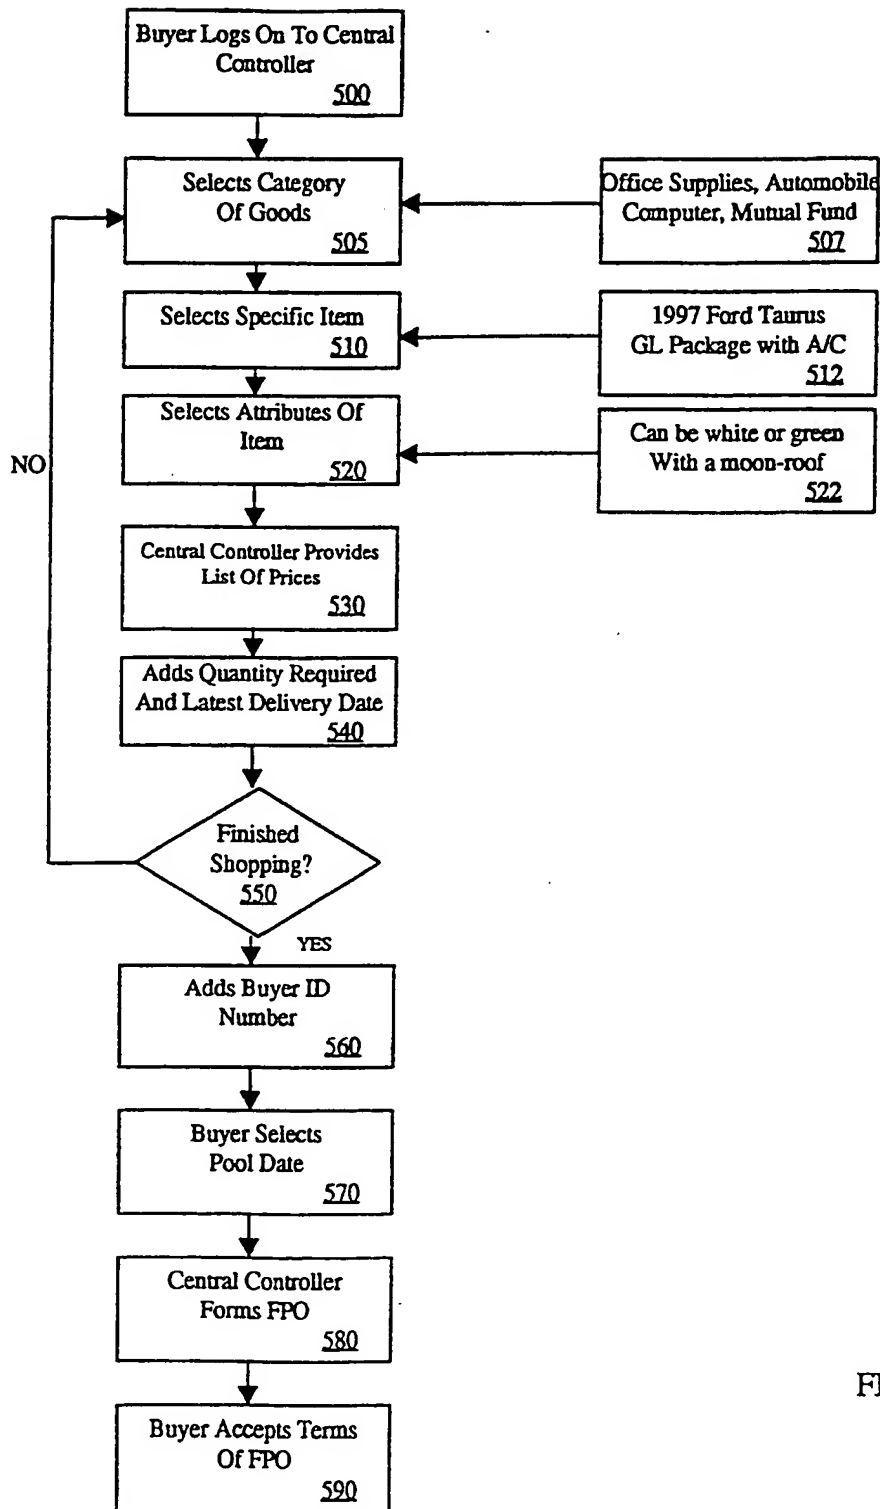 Buyer Logs On To Central
Controller
500
Selects Category
Of Goods
505
Office Supplies, Automobile
Computer, Mutual Fund
507
Selects Specific Item
510
1997 Ford Taurus
GL Package with A/C
512
Selects Attributes Of
Item
520
Can be white or green
With a moon-roof
522
NO
Central Controller Provides
List Of Prices
530
Adds Quantity Required
And Latest Delivery Date
540
Finished
Shopping?
550
YES
Adds Buyer ID
Number
560
Buyer Selects
Pool Date
570
Central Controller
Forms FPO
580
Buyer Accepts Terms
Of FPO
590